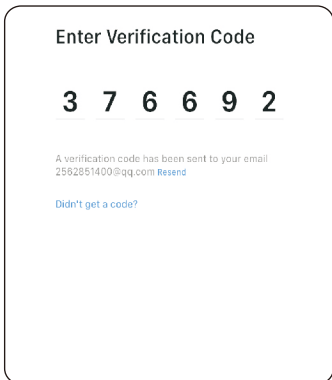 Enter Verification Code
3 7 6 6 9 2
A verification code has been sent to your email
2562851400@qq.com Resend
Didn't get a code?